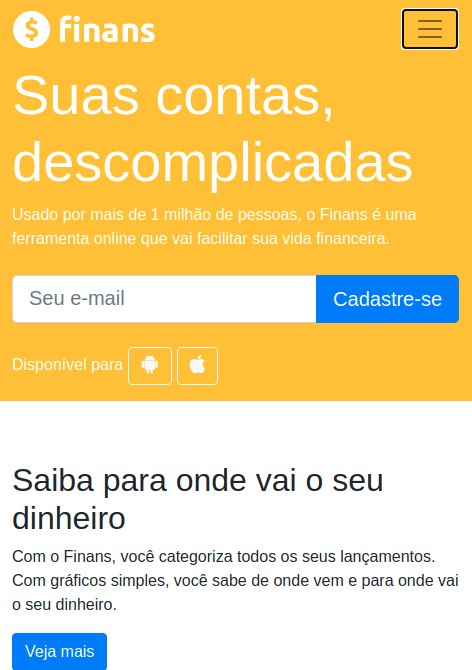 finans
Suas contas,
descomplicadas
Usado por mais de 1 milhão de pessoas, o Finans é uma
ferramenta online que vai facilitar sua vida financeira.
Seu e-mail
Cadastre-se
Disponível para
Saiba para onde vai o seu
dinheiro
Com o Finans, você categoriza todos os seus lançamentos.
Com gráficos simples, você sabe de onde vem e para onde vai
o seu dinheiro.
Veja mais